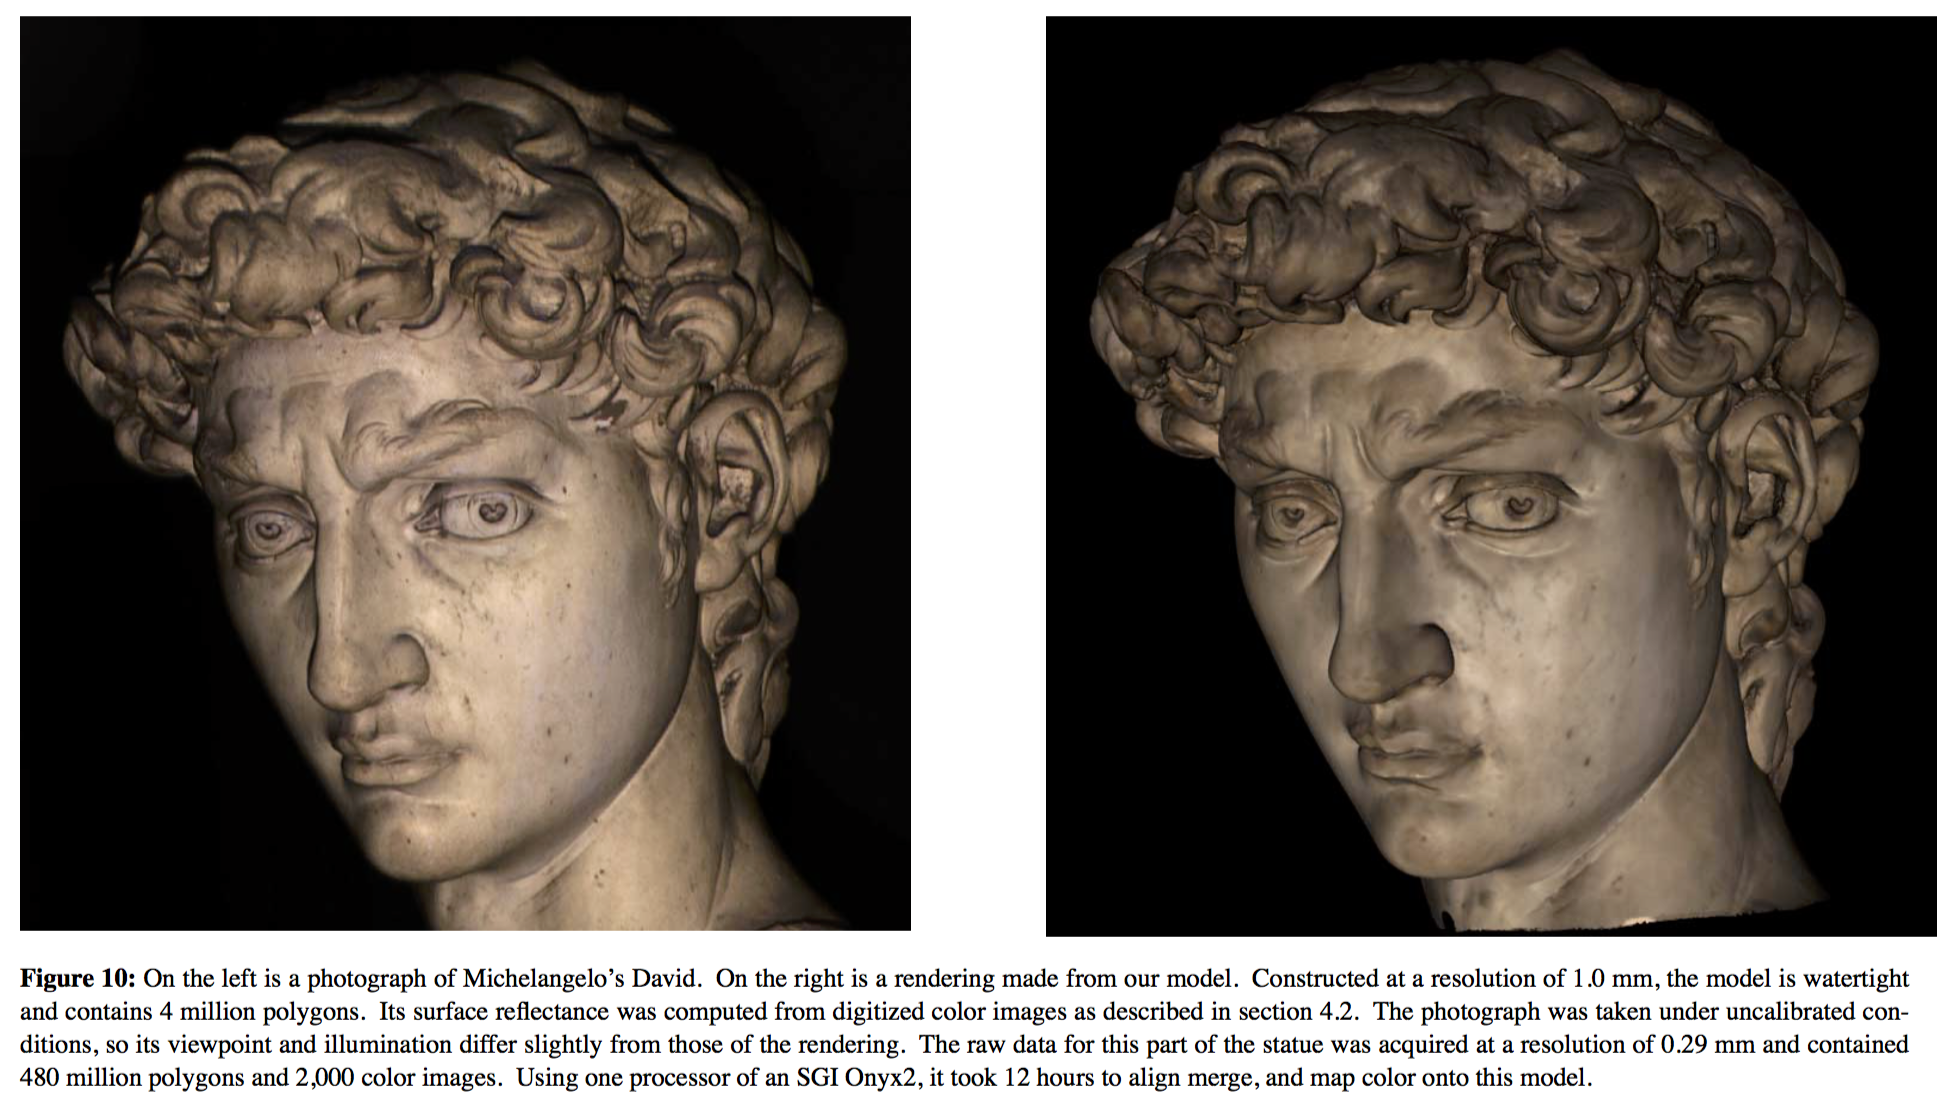 Figure 10: On the left is a photograph of Michelangelo's David. On the right is a rendering made from our model. Constructed at a resolution of 1.0 mm, the model is watertight
and contains 4 million polygons. Its surface reflectance was computed from digitized color images as described in section 4.2. The photograph was taken under uncalibrated con-
ditions, so its viewpoint and illumination differ slightly from those of the rendering. The raw data for this part of the statue was acquired at a resolution of 0.29 mm and contained
480 million polygons and 2,000 color images. Using one processor of an SGI Onyx2, it took 12 hours to align merge, and map color onto this model.